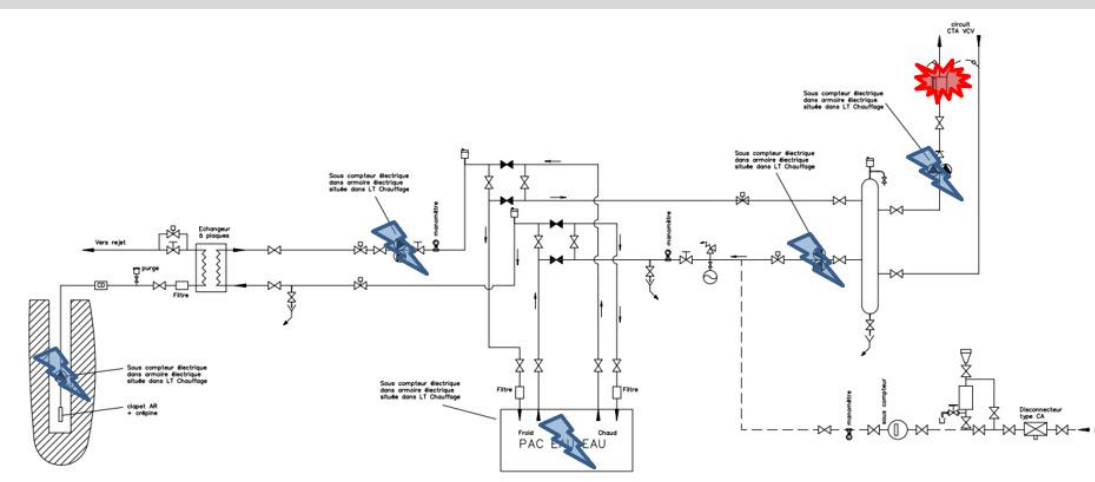 circuit
CTA VCV
Sous compteur électrique
dans armoire électrique
située dans LT Chauffage
Sous compteur électrique
dans armoire électrique
située dans LT Chauffage
Sous compteur électrique
dans armoire électrique
située dans LT Chauffage
manomètre
manomètre
Vers rejet
Echangeur
à plaques
purge
CD
Filtre
Sous compteur électrique
dans armoire électrique
située dans LT Chauffage
clapet AR
+ crépine
Sous compteur électrique
dans armoire électrique
située dans LT Chauffage
Filtre
Filtre
Froid
Chaud
PAC EAU EAU
manomètre
sous compteur
Disconnecteur
type CA